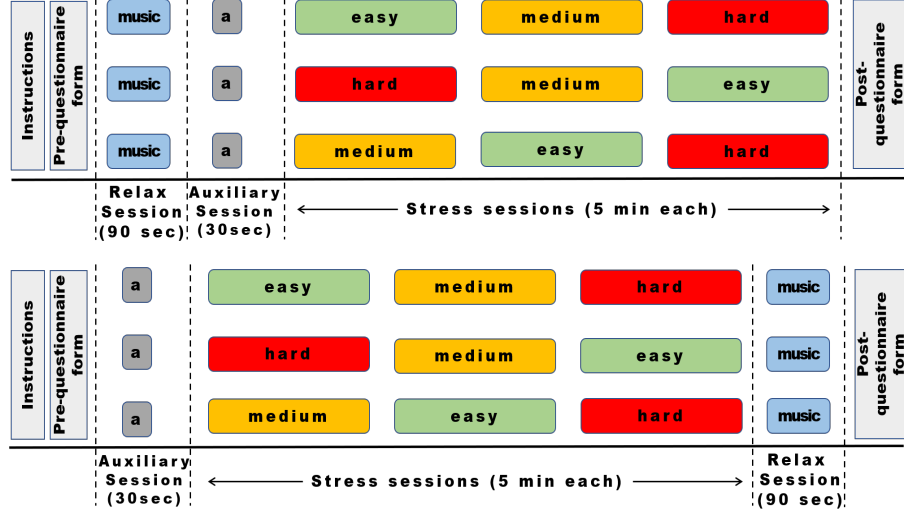 Instructions
Pre-questionnaire
form
music
a
easy
medium
hard
music
a
hard
medium
easy
music
a
medium
easy
hard
Post-
questionnaire
form
Relax
Session
(90 sec)
Auxiliary
Session
(30sec)
Stress sessions (5 min each)
Instructions
Pre-questionnaire
form
a
easy
medium
hard
music
a
hard
medium
easy
music
a
medium
easy
hard
music
Post-
questionnaire
form
Auxiliary
Session
(30sec)
Stress sessions (5 min each)
Relax
Session
(90 sec)